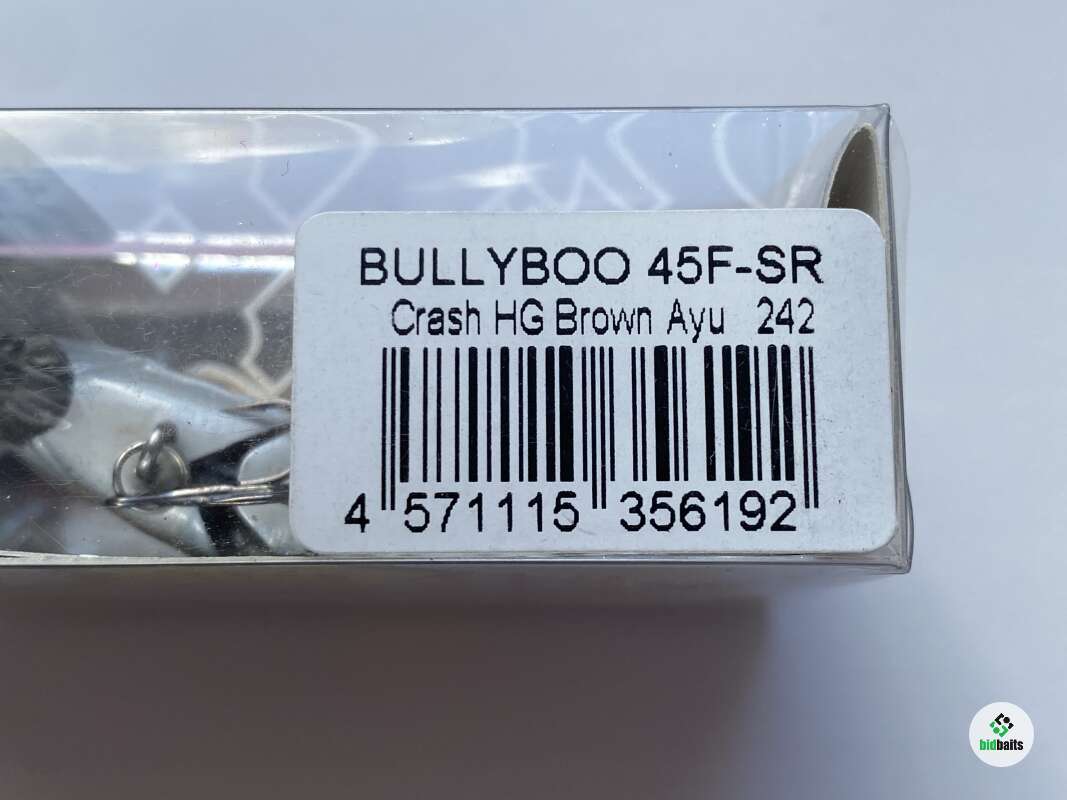 BULLYBOO 45F-SR
Crash HG Brown Ayu 242
4 571115 356192
bidbaits